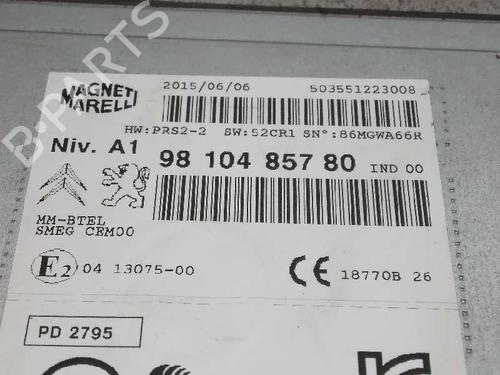 MAGNETI
MARELLI
2015/06/06
503551223008
HW:PRS2-2 SW:52CR1 SN°:86MGWA66R
Niv. A1
98 104 857 80 IND 00
MM-BTEL
SMEG CEM00
E2 04 13075-00
CE 18770B 26
PD 2795
B-PARTS